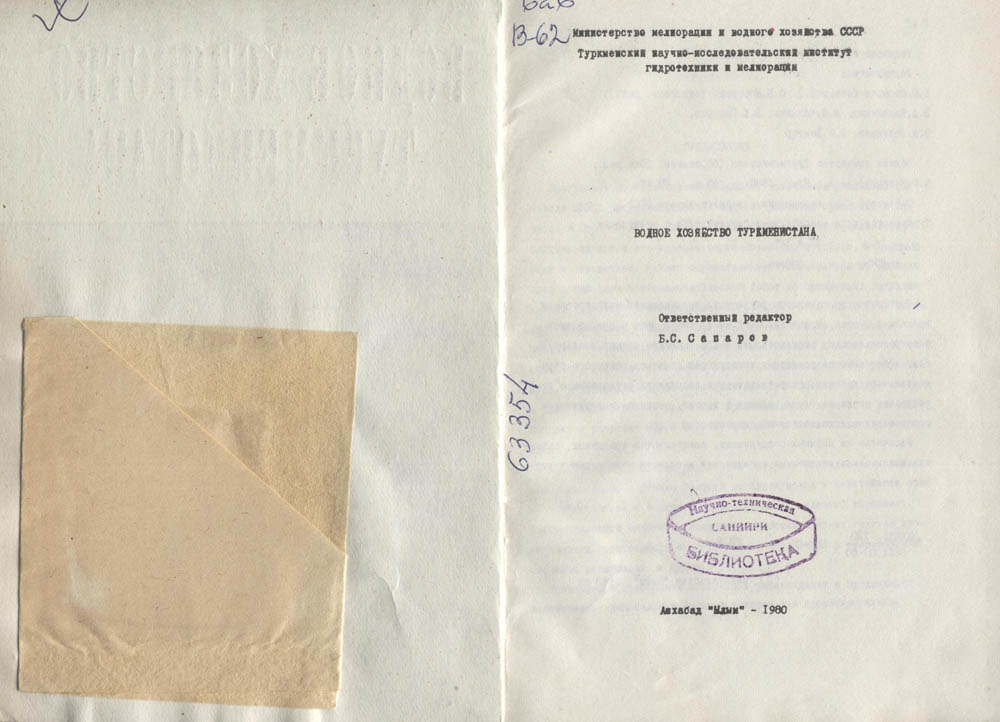 В-62
Министерство мелиорации и водного хозяйства СССР
Туркменский научно-исследовательский институт
гидротехники и мелиорации
ВОДНОЕ ХОЗЯЙСТВО ТУРКМЕНИСТАНА
Ответственный редактор
Б.С. Сапаров
63354
Научно-техническая
САНИИРИ
БИБЛИОТЕКА
Ашхабад "Ылым" - 1980